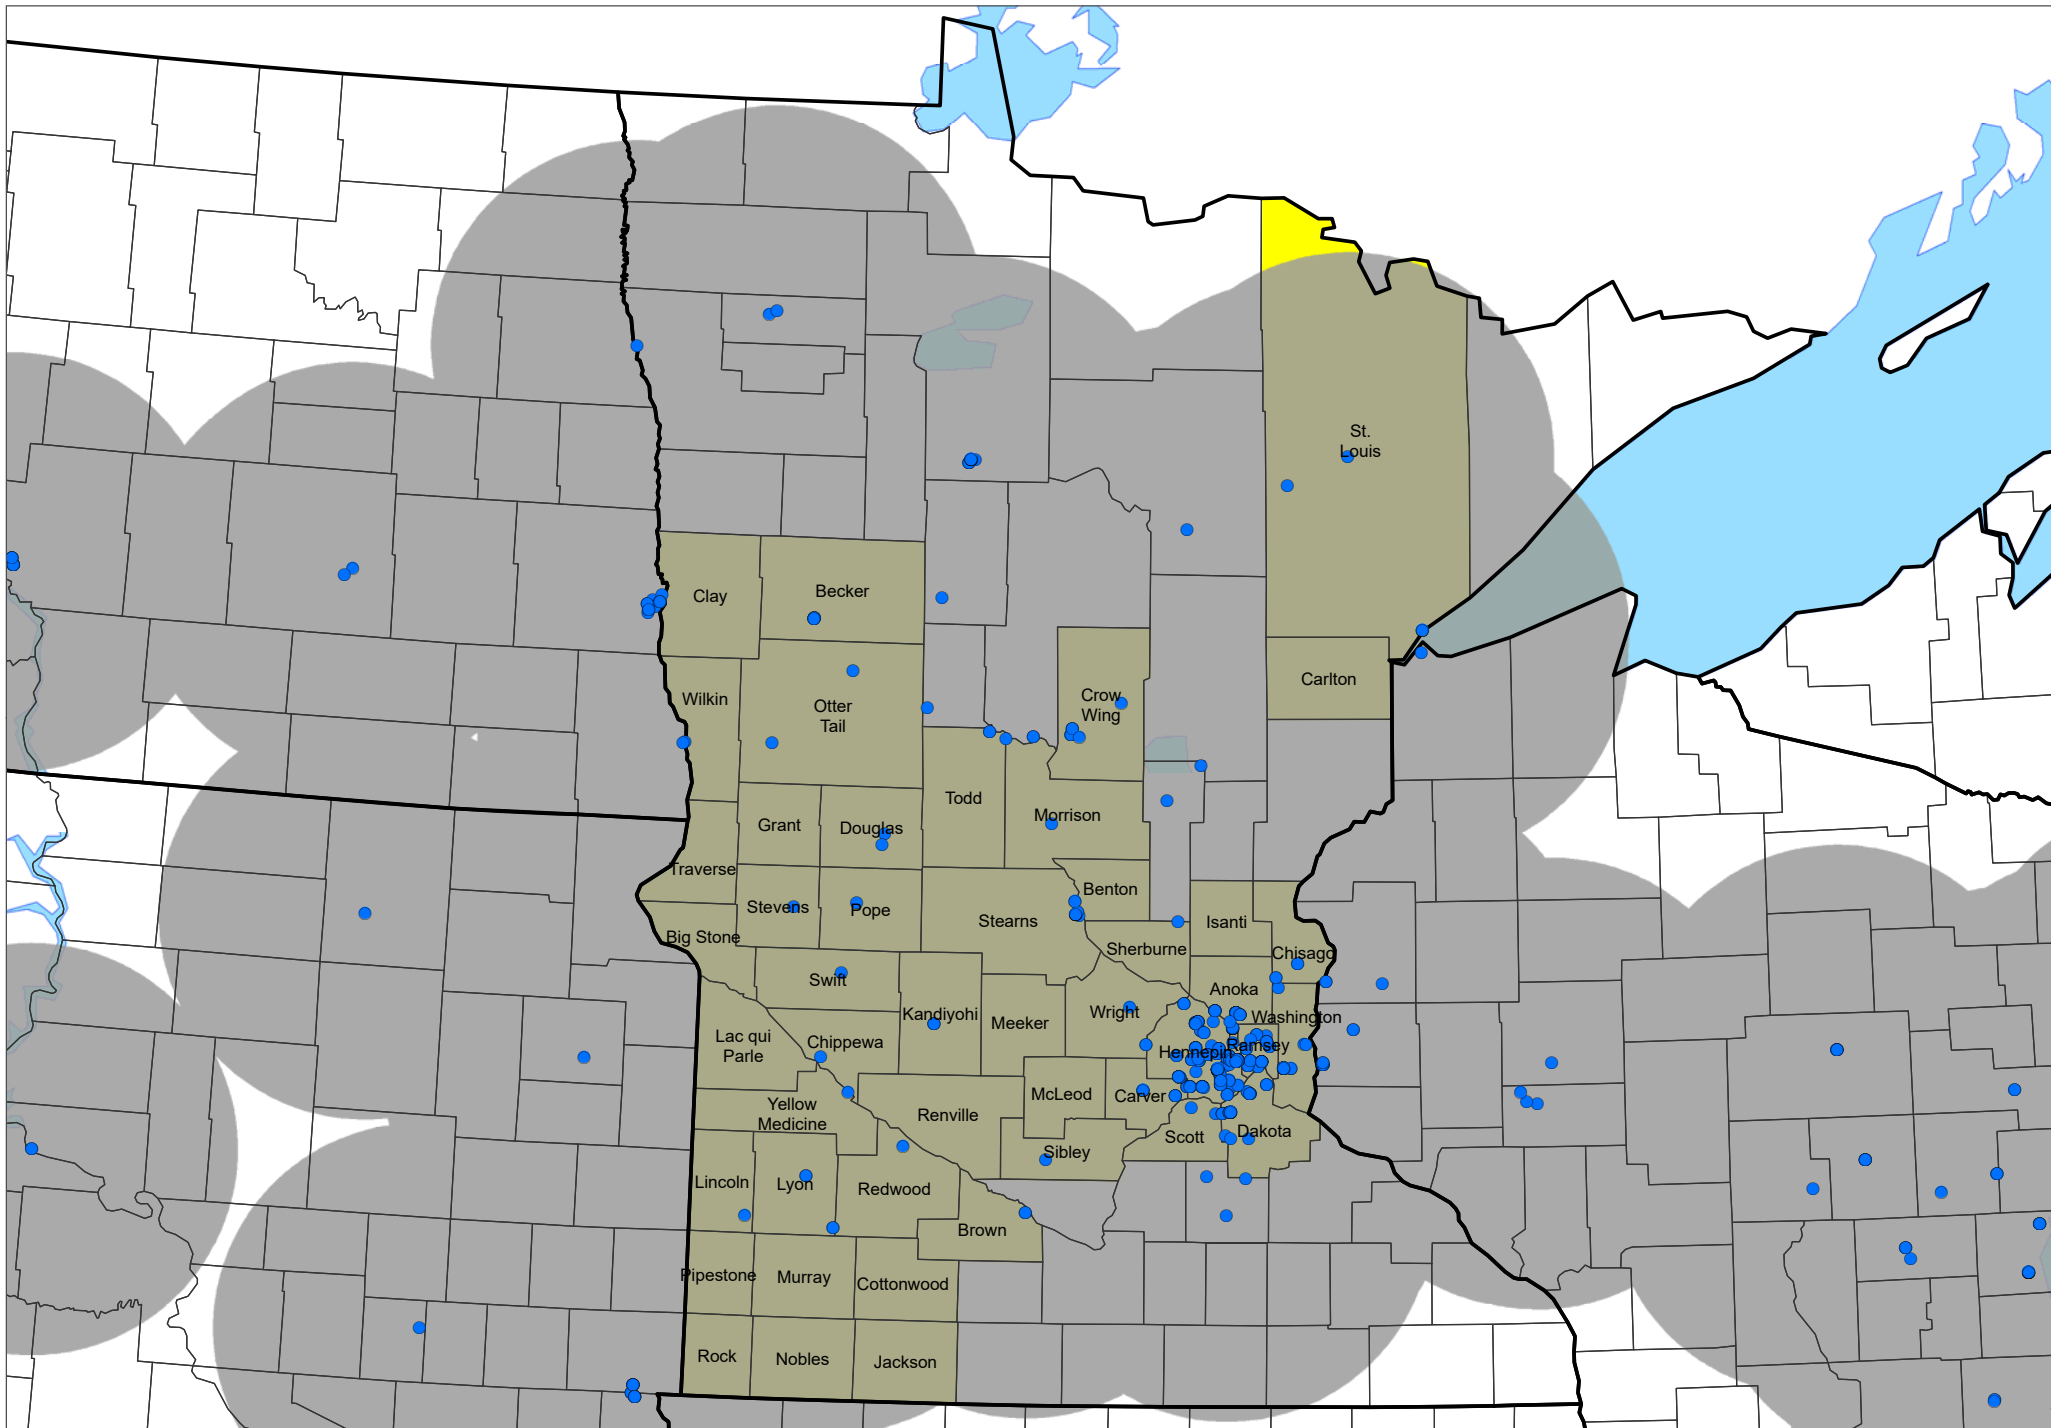 St.
Louis
Clay
Becker
Carlton
Wilkin
Otter
Tail
Crow
Wing
Todd
Morrison
Grant
Douglas
Traverse
Benton
Stevens
Pope
Stearns
Isanti
Big Stone
Sherburne
Chisago
Swift
Anoka
Kandiyohi
Meeker
Wright
Washington
Lac qui
Parle
Chippewa
Hennepin
Ramsey
McLeod
Carver
Yellow
Medicine
Renville
Scott
Dakota
Sibley
Lincoln
Lyon
Redwood
Brown
Pipestone
Murray
Cottonwood
Rock
Nobles
Jackson